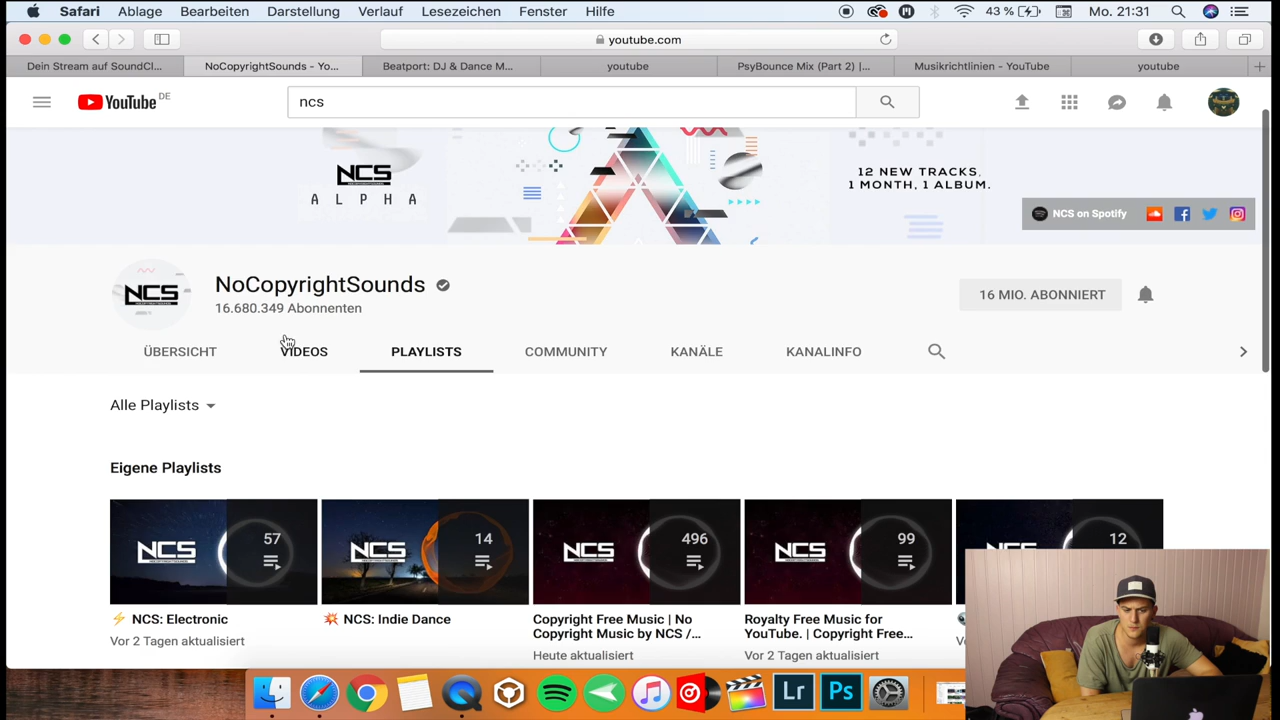 Safari Ablage Bearbeiten Darstellung Verlauf Lesezeichen Fenster Hilfe 43 % Mo. 21:31
youtube.com
Dein Stream auf SoundCl... NoCopyrightSounds - Yo... Beatport: DJ & Dance M... youtube PsyBounce Mix (Part 2) |... Musikrichtlinien - YouTube youtube
YouTube DE ncs
NCS
ALPHA
12 NEW TRACKS.
1 MONTH, 1 ALBUM.
NCS on Spotify
NCS
NoCopyrightSounds
16.680.349 Abonnenten
16 MIO. ABONNIERT
ÜBERSICHT VIDEOS PLAYLISTS COMMUNITY KANÄLE KANALINFO
Alle Playlists
Eigene Playlists
NCS 57 NCS 14 NCS 496 NCS 99 NCS 12
⚡ NCS: Electronic
Vor 2 Tagen aktualisiert
💥 NCS: Indie Dance
Copyright Free Music | No
Copyright Music by NCS /...
Heute aktualisiert
Royalty Free Music for
YouTube. | Copyright Free...
Vor 2 Tagen aktualisiert
Lr Ps